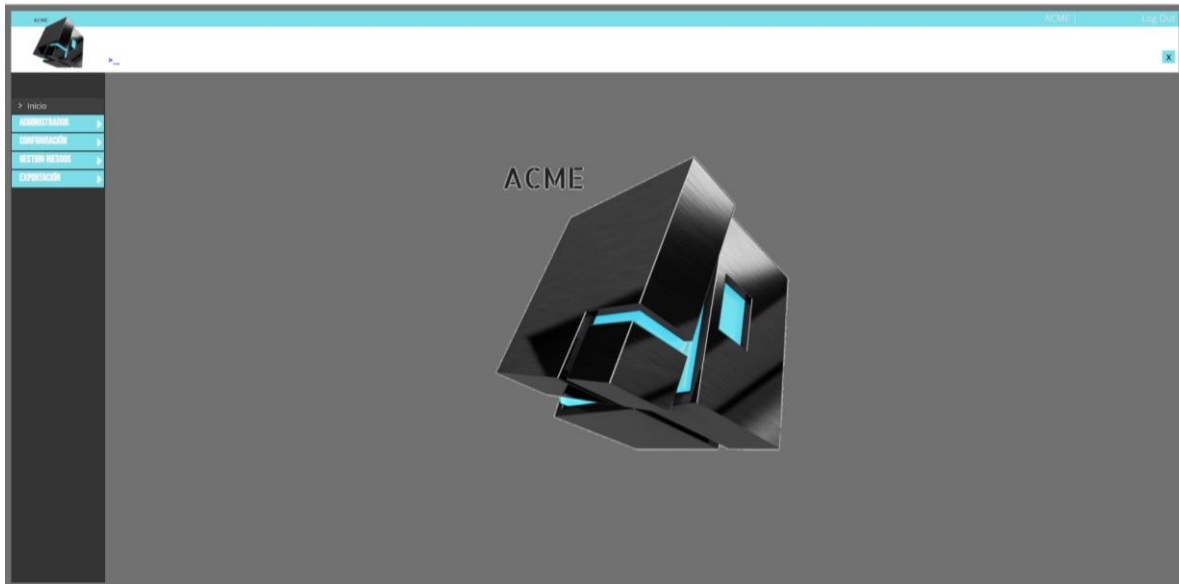 ACME
ACME | Log Out
>_
x
> Inicio
ADMINISTRADOR
CONFIGURACIÓN
GESTION RIESGOS
EXPORTACIÓN
ACME